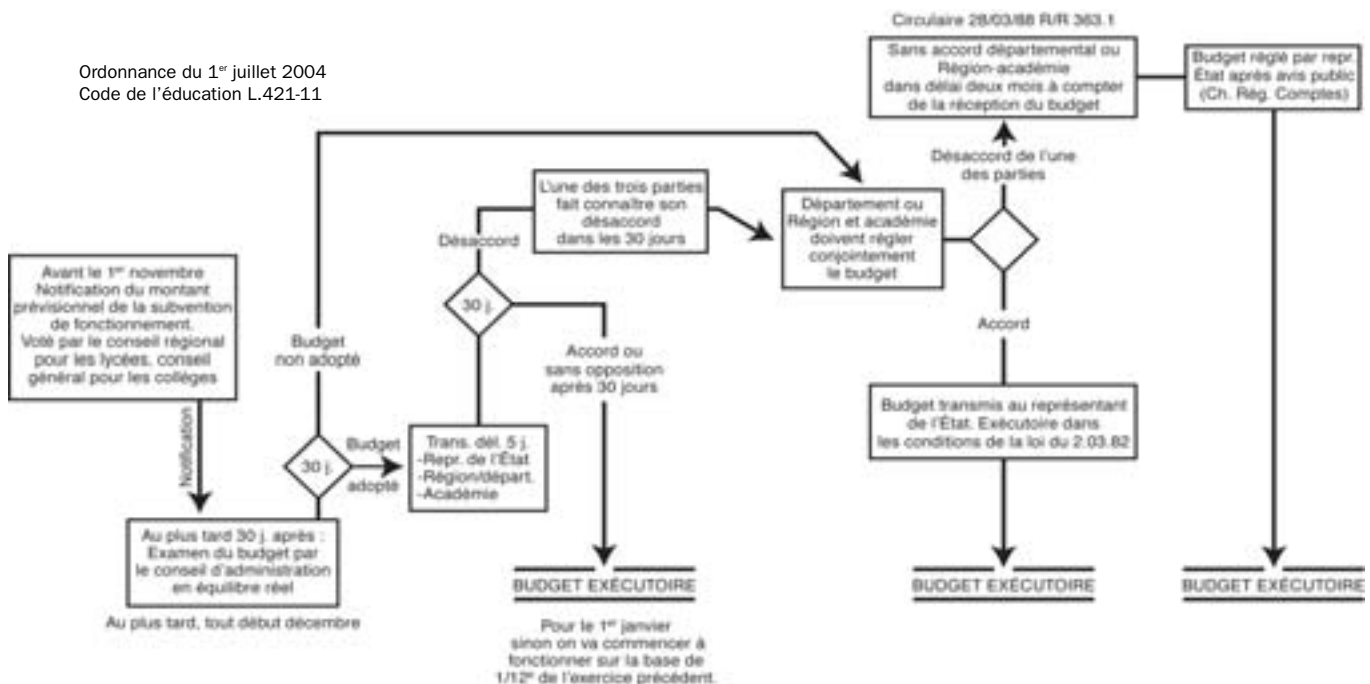 Ordonnance du 1er juillet 2004
Code de l'éducation L.421-11
Circulaire 28/03/88 R/R 363.1
Sans accord départemental ou
Région-académie
dans délai deux mois à compter
de la réception du budget
Budget réglé par repr.
État après avis public
(Ch. Rég. Comptes)
Désaccord de l'une
des parties
L'une des trois parties
fait connaître son
désaccord
dans les 30 jours
Département ou
Région et académie
doivent régler
conjointement
le budget
Désaccord
Avant le 1er novembre
Notification du montant
prévisionnel de la subvention
de fonctionnement.
Voté par le conseil régional
pour les lycées, conseil
général pour les collèges
30 j.
Budget
non adopté
Accord ou
sans opposition
après 30 jours
Accord
Budget transmis au représentant
de l'État. Exécutoire dans
les conditions de la loi du 2.03.82
Notification
30 j.
Budget
adopté
Trans. dél. 5 j.
-Repr. de l'État
-Région/départ.
-Académie
Au plus tard 30 j. après :
Examen du budget par
le conseil d'administration
en équilibre réel
Au plus tard, tout début décembre
BUDGET EXÉCUTOIRE
BUDGET EXÉCUTOIRE
BUDGET EXÉCUTOIRE
Pour le 1er janvier
sinon on va commencer à
fonctionner sur la base de
1/12e de l'exercice précédent.